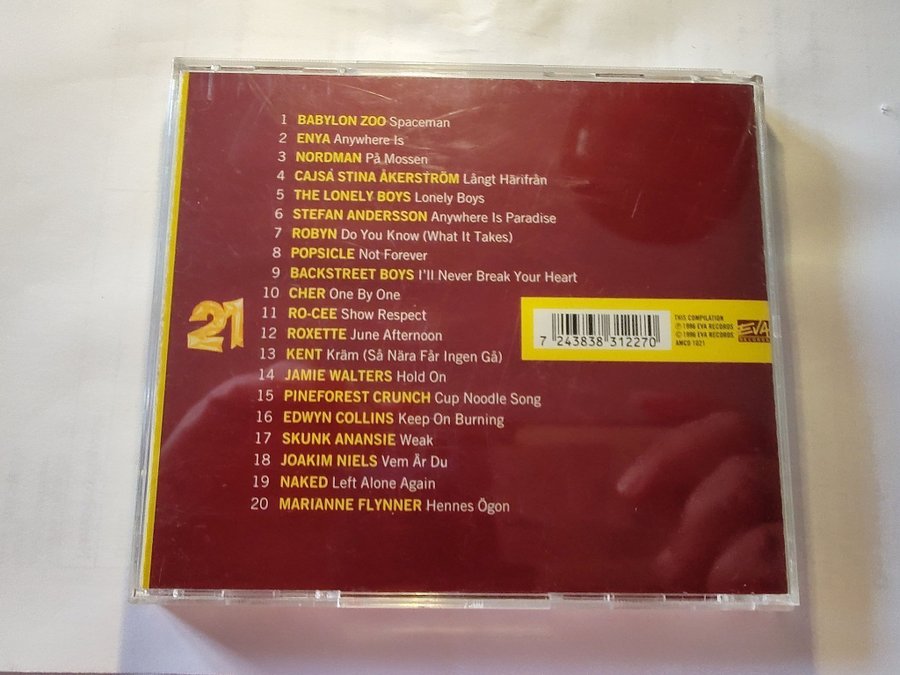 1 BABYLON ZOO Spaceman
2 ENYA Anywhere Is
3 NORDMAN På Mossen
4 CAJSA STINA ÅKERSTRÖM Långt Härifrån
5 THE LONELY BOYS Lonely Boys
6 STEFAN ANDERSSON Anywhere Is Paradise
7 ROBYN Do You Know (What It Takes)
8 POPSICLE Not Forever
9 BACKSTREET BOYS I'll Never Break Your Heart
10 CHER One By One
11 RO-CEE Show Respect
12 ROXETTE June Afternoon
13 KENT Kräm (Så Nära Får Ingen Gå)
14 JAMIE WALTERS Hold On
15 PINEFOREST CRUNCH Cup Noodle Song
16 EDWYN COLLINS Keep On Burning
17 SKUNK ANANSIE Weak
18 JOAKIM NIELS Vem Är Du
19 NAKED Left Alone Again
20 MARIANNE FLYNNER Hennes Ögon
21
7 243838 312270
THIS COMPILATION
℗ 1996 EVA RECORDS
© 1996 EVA RECORDS
AMCD 1021
EVA
RECORDS